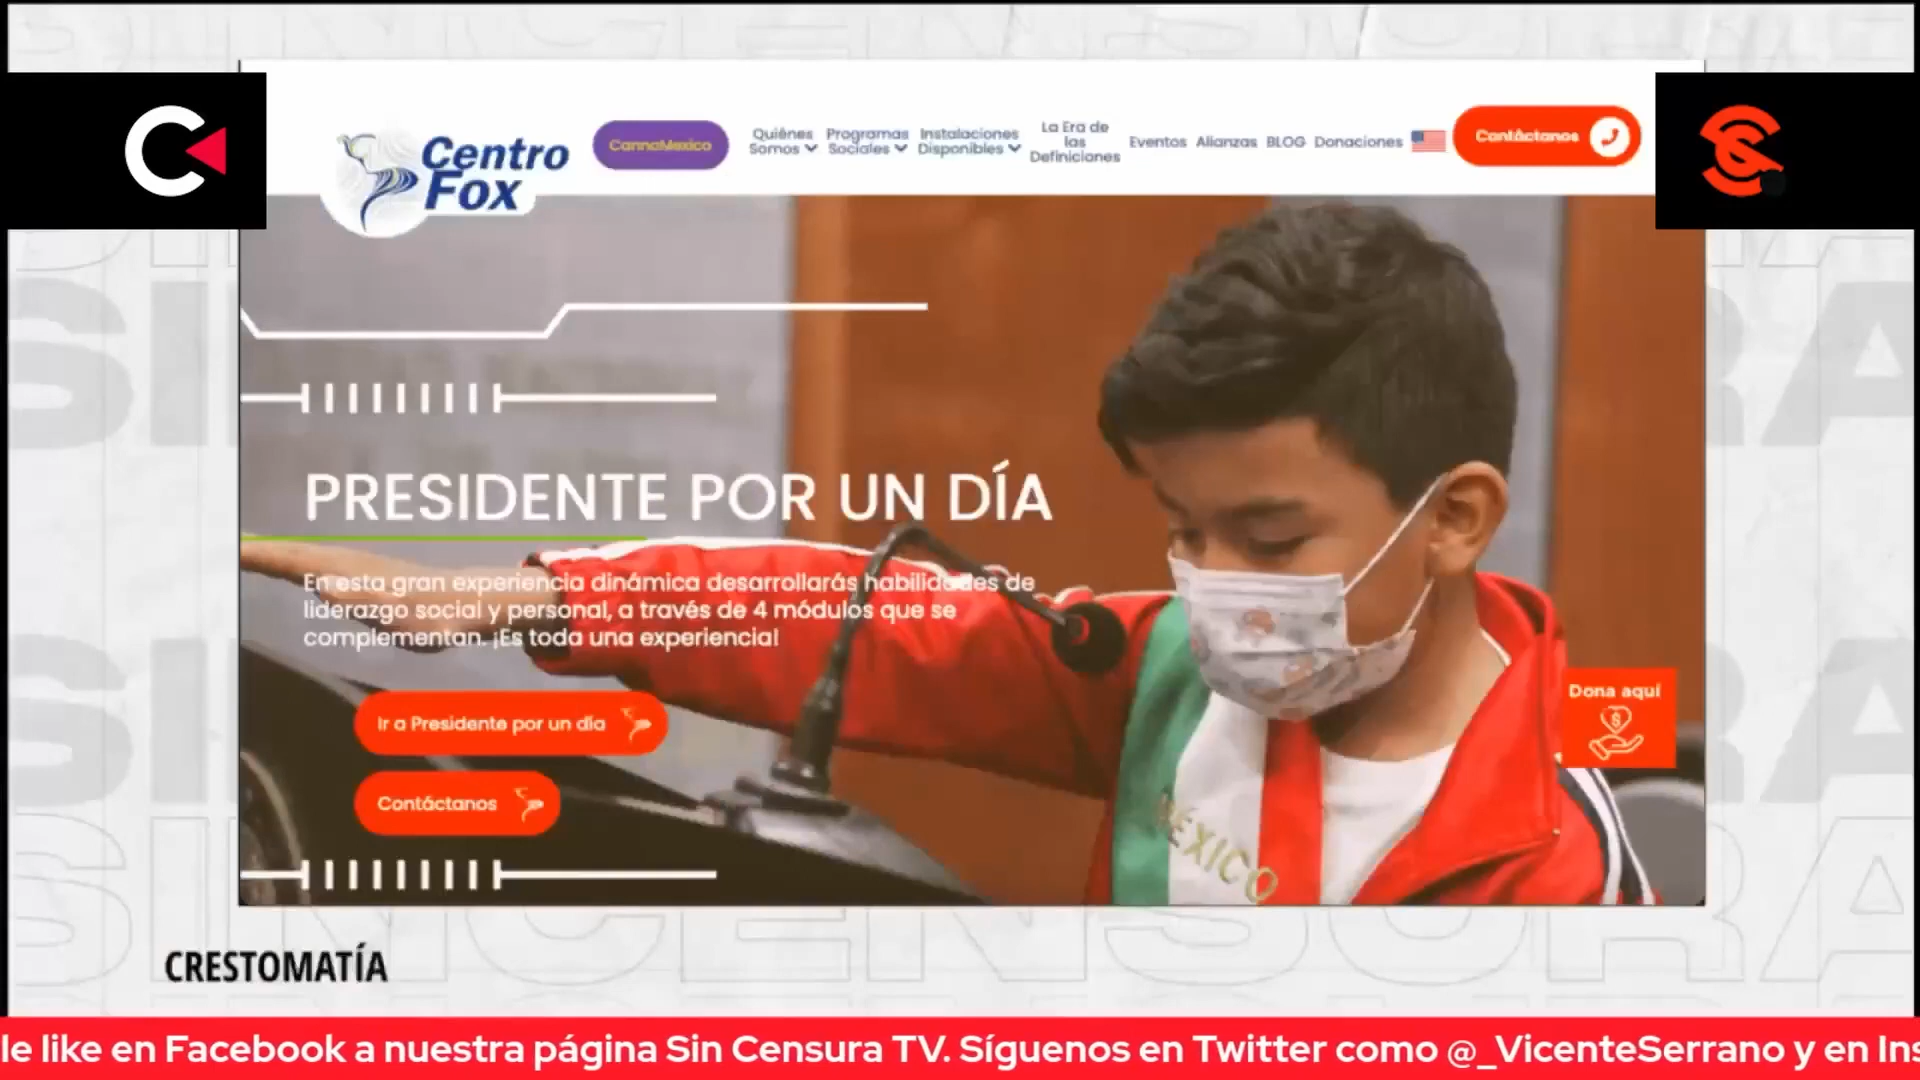 Centro
Fox
CannaMexico
Quiénes
Somos
Programas
Sociales
Instalaciones
Disponibles
La Era de
las
Definiciones
Eventos
Alianzas
BLOG
Donaciones
Contáctanos
PRESIDENTE POR UN DÍA
En esta gran experiencia dinámica desarrollarás habilidades de
liderazgo social y personal, a través de 4 módulos que se
complementan. ¡Es toda una experiencia!
Ir a Presidente por un día
Contáctanos
Dona aquí
$
MÉXICO
CRESTOMATÍA
le like en Facebook a nuestra página Sin Censura TV. Síguenos en Twitter como @_VicenteSerrano y en Ins